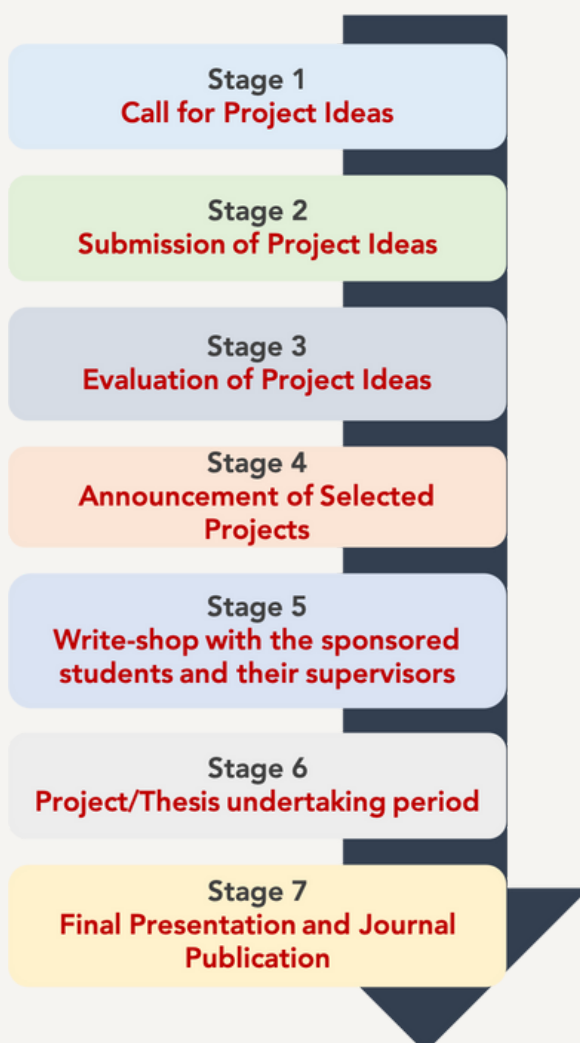 Stage 1
Call for Project Ideas
Stage 2
Submission of Project Ideas
Stage 3
Evaluation of Project Ideas
Stage 4
Announcement of Selected
Projects
Stage 5
Write-shop with the sponsored
students and their supervisors
Stage 6
Project/Thesis undertaking period
Stage 7
Final Presentation and Journal
Publication